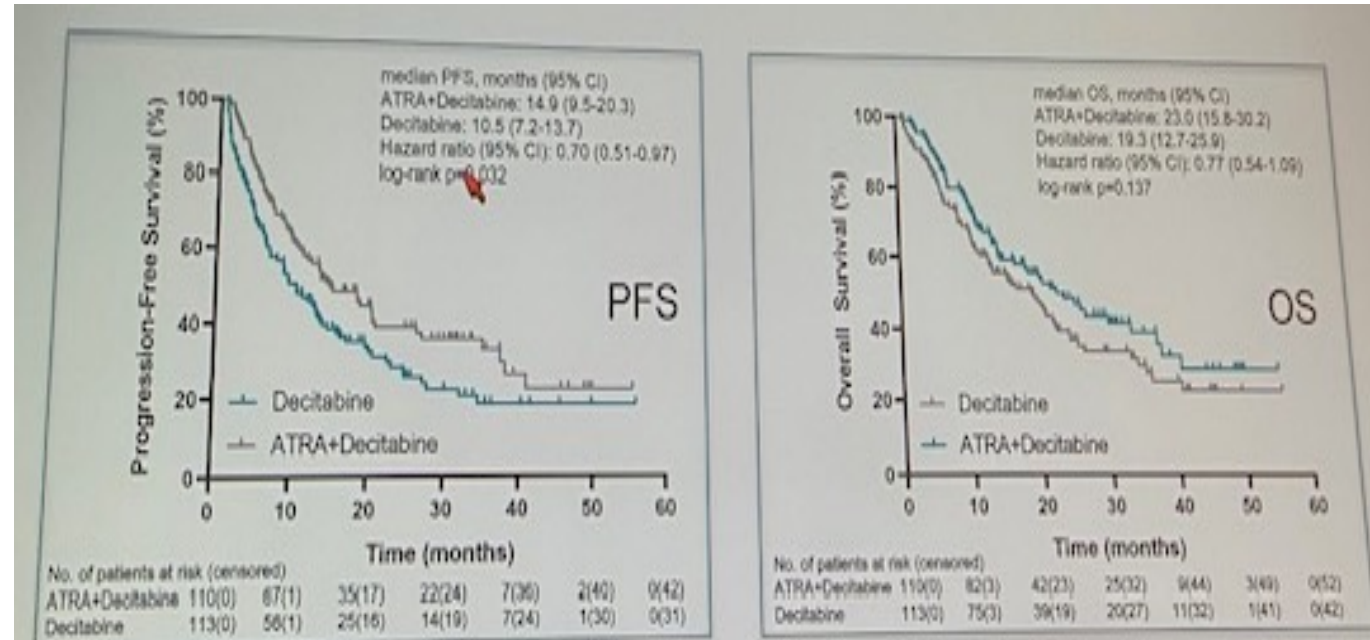 median PFS, months (95% CI)
ATRA+Decitabine: 14.9 (9.5-20.3)
Decitabine: 10.5 (7.2-13.7)
Hazard ratio (95% CI): 0.70 (0.51-0.97)
log-rank p=0.032
Progression-Free Survival (%)
100
80
60
40
20
0
PFS
Decitabine
ATRA+Decitabine
0 10 20 30 40 50 60
Time (months)
No. of patients at risk (censored)
ATRA+Decitabine 110(0) 67(1) 35(17) 22(24) 7(36) 2(40) 0(42)
Decitabine 113(0) 56(1) 25(16) 14(19) 7(24) 1(30) 0(31)
median OS, months (95% CI)
ATRA+Decitabine: 23.0 (15.8-30.2)
Decitabine: 19.3 (12.7-25.9)
Hazard ratio (95% CI): 0.77 (0.54-1.09)
log-rank p=0.137
Overall Survival (%)
100
80
60
40
20
0
OS
Decitabine
ATRA+Decitabine
0 10 20 30 40 50 60
Time (months)
No. of patients at risk (censored)
ATRA+Decitabine 110(0) 82(3) 42(23) 25(32) 9(44) 3(49) 0(52)
Decitabine 113(0) 75(3) 39(19) 20(27) 11(32) 1(41) 0(42)